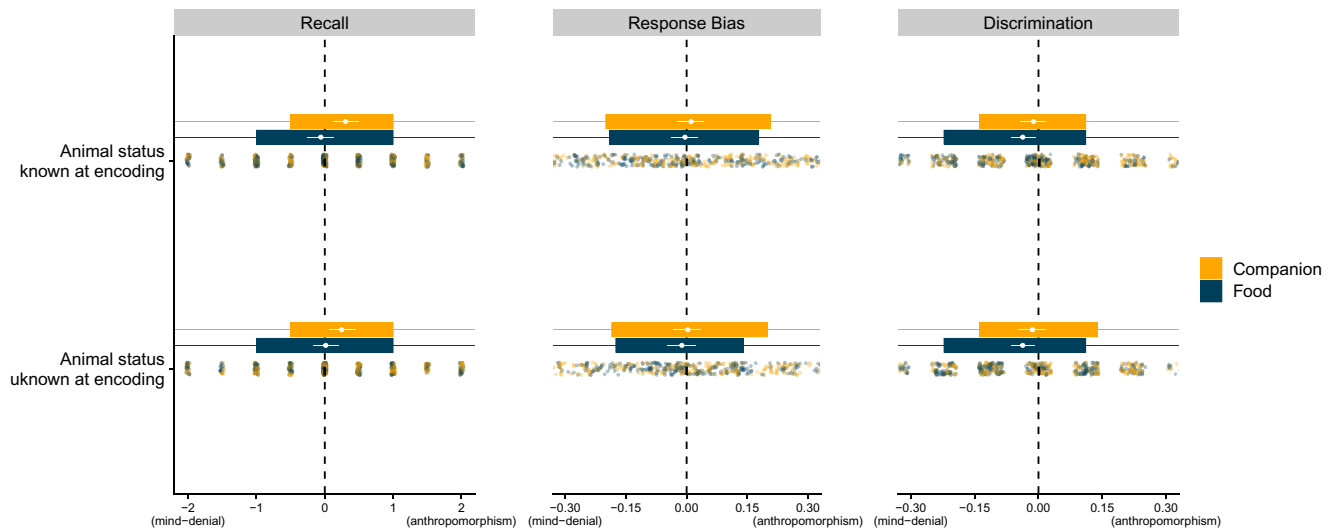 Recall
Response Bias
Discrimination
Animal status
known at encoding
Companion
Food
Animal status
uknown at encoding
−2 −1 0 1 2
(mind−denial) (anthropomorphism)
−0.30 −0.15 0.00 0.15 0.30
(mind−denial) (anthropomorphism)
−0.30 −0.15 0.00 0.15 0.30
(mind−denial) (anthropomorphism)